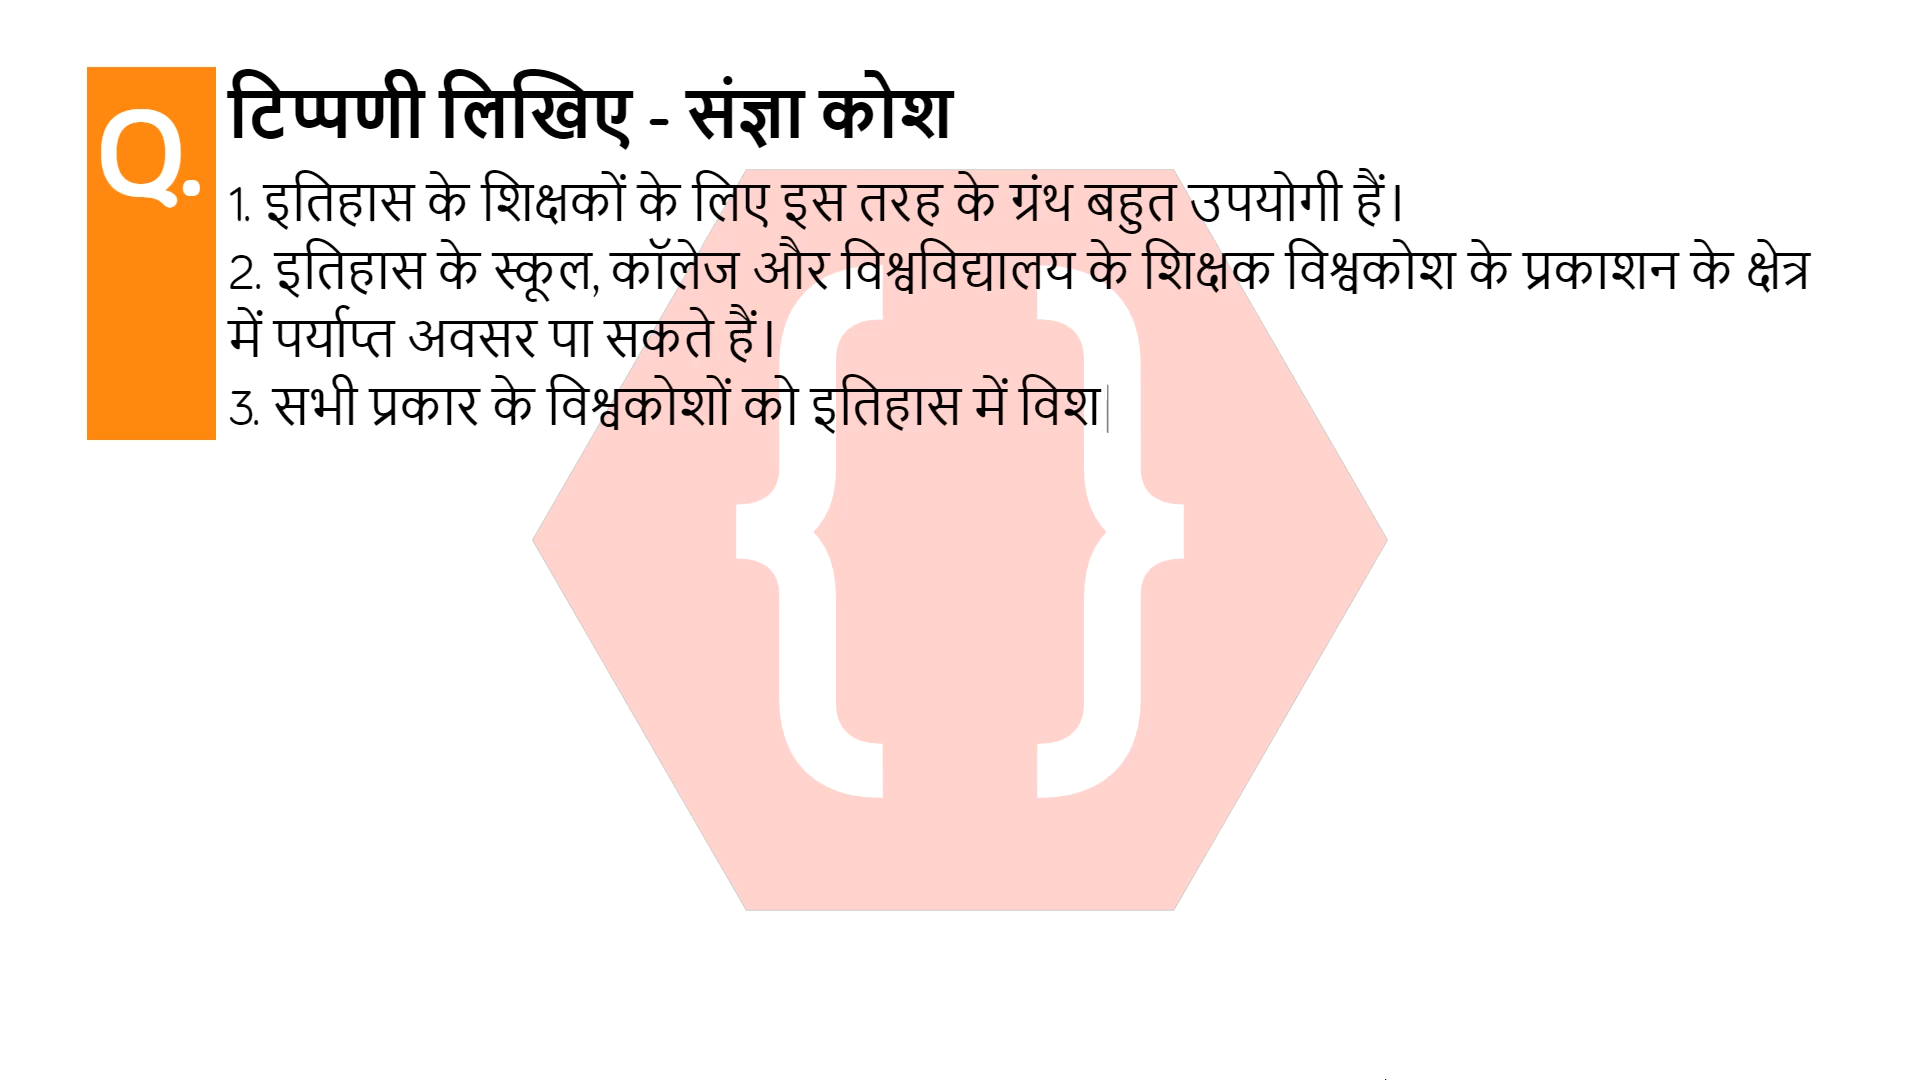 Q.
टिप्पणी लिखिए - संज्ञा कोश
1. इतिहास के शिक्षकों के लिए इस तरह के ग्रंथ बहुत उपयोगी हैं।
2. इतिहास के स्कूल, कॉलेज और विश्वविद्यालय के शिक्षक विश्वकोश के प्रकाशन के क्षेत्र
में पर्याप्त अवसर पा सकते हैं।
3. सभी प्रकार के विश्वकोशों को इतिहास में विश